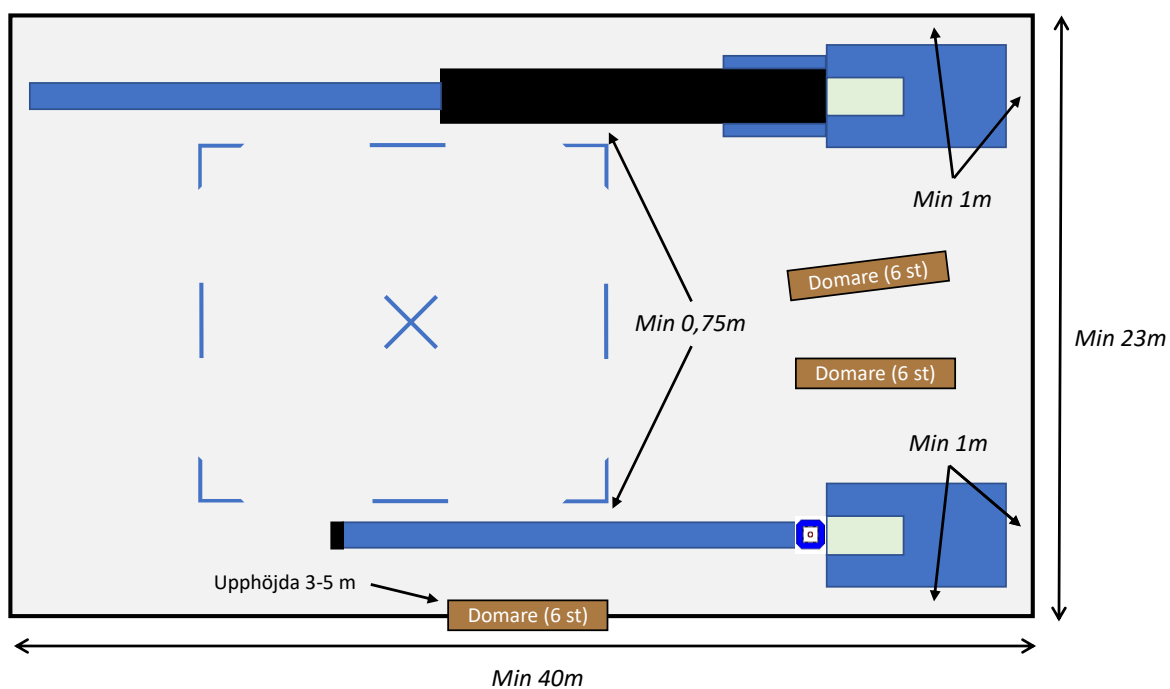 Min 1m
Domare (6 st)
Min 0,75m
Min 23m
Domare (6 st)
Min 1m
Upphöjda 3-5 m
Domare (6 st)
Min 40m